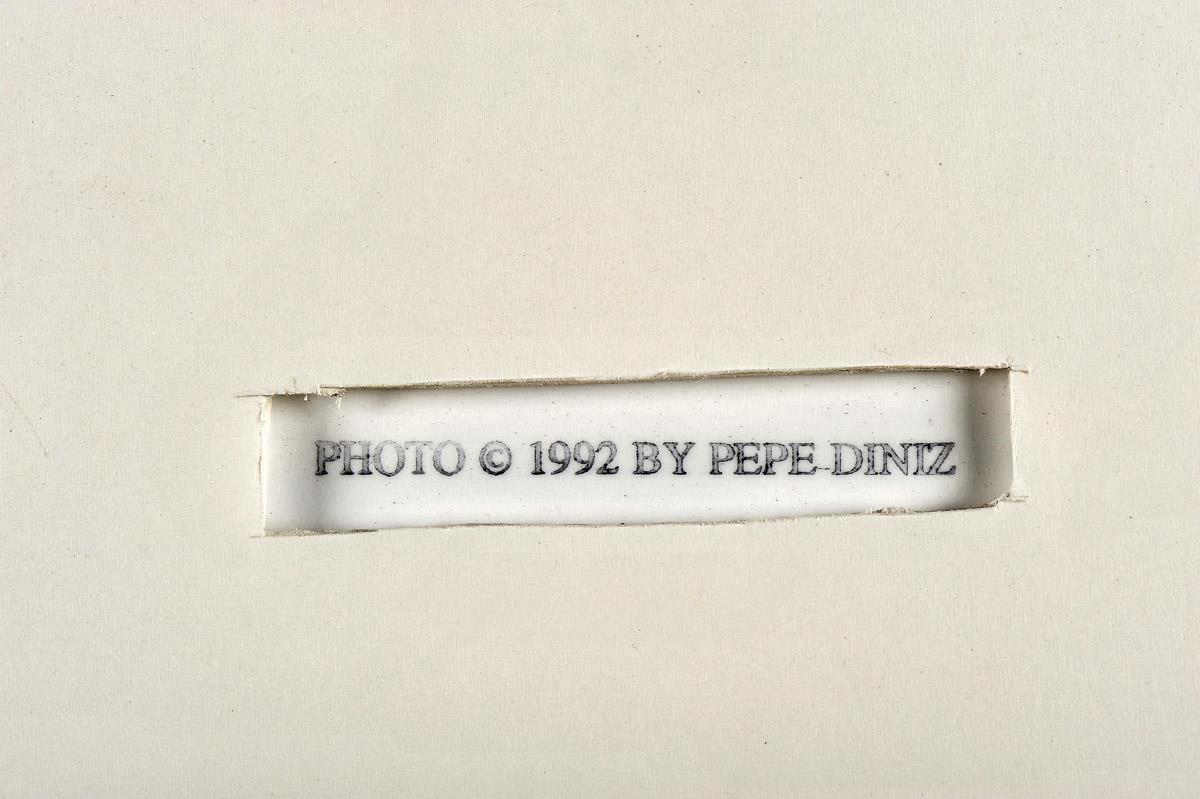 PHOTO © 1992 BY PEPE DINIZ